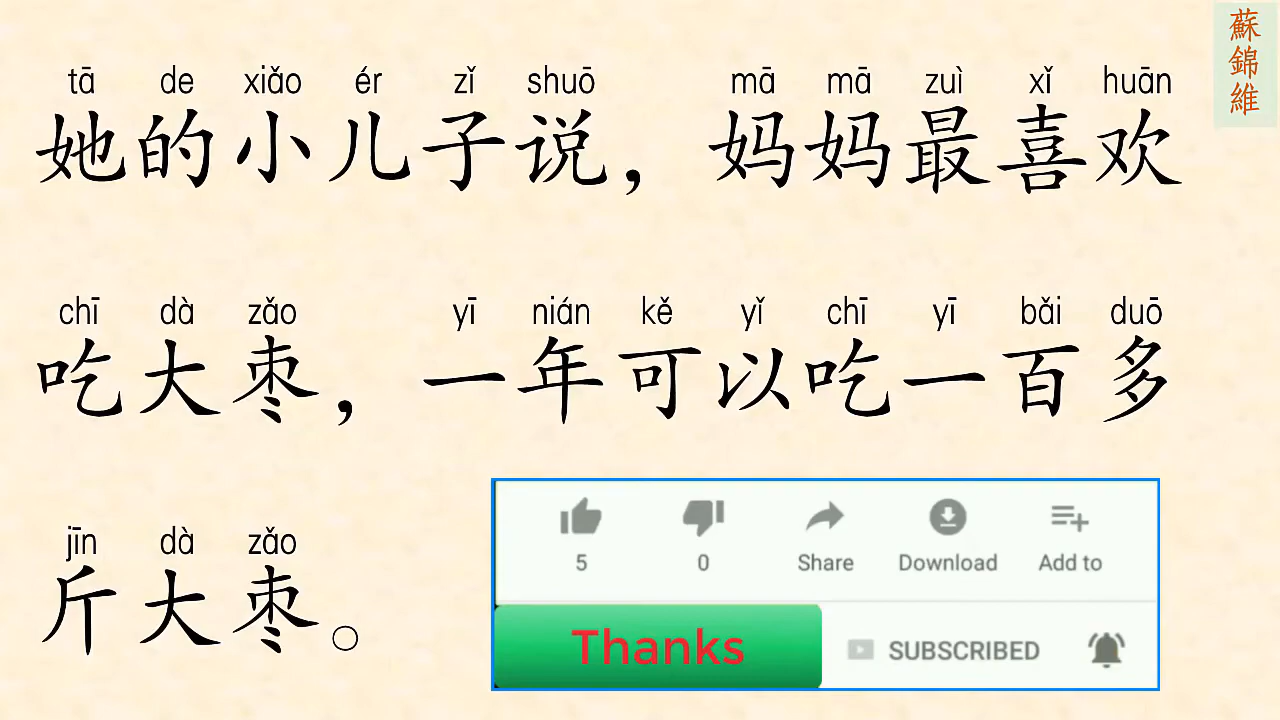 tā de xiǎo ér zǐ shuō mā mā zuì xǐ huān
她的小儿子说，妈妈最喜欢
chī dà zǎo yī nián kě yǐ chī yī bǎi duō
吃大枣，一年可以吃一百多
jīn dà zǎo
斤大枣。
蘇錦維
5 0 Share Download Add to
Thanks SUBSCRIBED